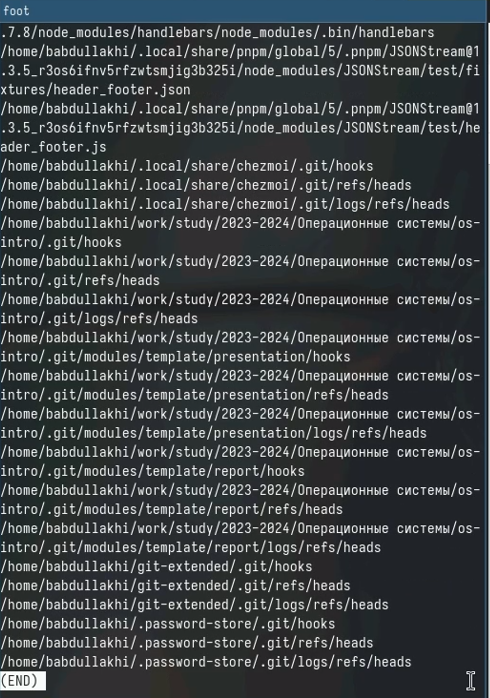 foot
.7.8/node_modules/handlebars/node_modules/.bin/handlebars
/home/babdullakhi/.local/share/pnpm/global/5/.pnpm/JSONStream@1
.3.5_r3os6ifnv5rfzwtsmjig3b325i/node_modules/JSONStream/test/fi
xtures/header_footer.json
/home/babdullakhi/.local/share/pnpm/global/5/.pnpm/JSONStream@1
.3.5_r3os6ifnv5rfzwtsmjig3b325i/node_modules/JSONStream/test/he
ader_footer.js
/home/babdullakhi/.local/share/chezmoi/.git/hooks
/home/babdullakhi/.local/share/chezmoi/.git/refs/heads
/home/babdullakhi/.local/share/chezmoi/.git/logs/refs/heads
/home/babdullakhi/work/study/2023-2024/Операционные системы/os-
intro/.git/hooks
/home/babdullakhi/work/study/2023-2024/Операционные системы/os-
intro/.git/refs/heads
/home/babdullakhi/work/study/2023-2024/Операционные системы/os-
intro/.git/logs/refs/heads
/home/babdullakhi/work/study/2023-2024/Операционные системы/os-
intro/.git/modules/template/presentation/hooks
/home/babdullakhi/work/study/2023-2024/Операционные системы/os-
intro/.git/modules/template/presentation/refs/heads
/home/babdullakhi/work/study/2023-2024/Операционные системы/os-
intro/.git/modules/template/presentation/logs/refs/heads
/home/babdullakhi/work/study/2023-2024/Операционные системы/os-
intro/.git/modules/template/report/hooks
/home/babdullakhi/work/study/2023-2024/Операционные системы/os-
intro/.git/modules/template/report/refs/heads
/home/babdullakhi/work/study/2023-2024/Операционные системы/os-
intro/.git/modules/template/report/logs/refs/heads
/home/babdullakhi/git-extended/.git/hooks
/home/babdullakhi/git-extended/.git/refs/heads
/home/babdullakhi/git-extended/.git/logs/refs/heads
/home/babdullakhi/.password-store/.git/hooks
/home/babdullakhi/.password-store/.git/refs/heads
/home/babdullakhi/.password-store/.git/logs/refs/heads
(END)